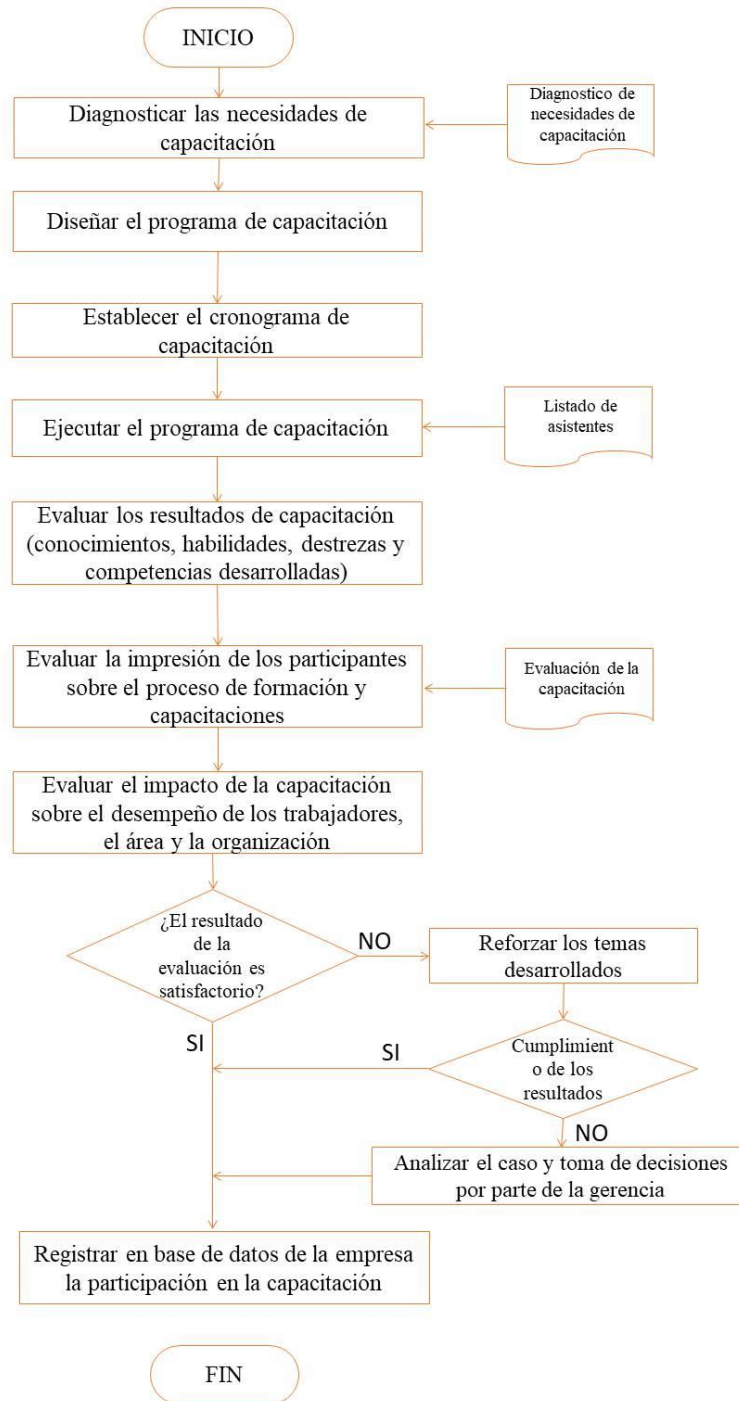 INICIO
Diagnosticar las necesidades de
capacitación
Diagnostico de
necesidades de
capacitación
Diseñar el programa de capacitación
Establecer el cronograma de
capacitación
Ejecutar el programa de capacitación
Listado de
asistentes
Evaluar los resultados de capacitación
(conocimientos, habilidades, destrezas y
competencias desarrolladas)
Evaluar la impresión de los participantes
sobre el proceso de formación y
capacitaciones
Evaluación de la
capacitación
Evaluar el impacto de la capacitación
sobre el desempeño de los trabajadores,
el área y la organización
¿El resultado
de la
evaluación es
satisfactorio?
NO
Reforzar los temas
desarrollados
SI
SI
Cumplimient
o de los
resultados
NO
Analizar el caso y toma de decisiones
por parte de la gerencia
Registrar en base de datos de la empresa
la participación en la capacitación
FIN